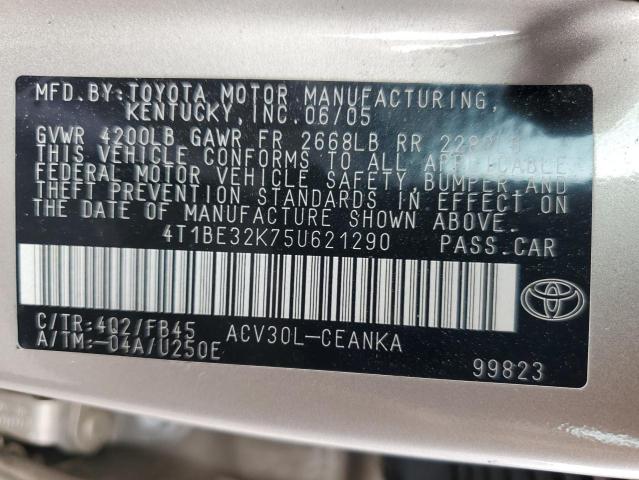 MFD.BY:TOYOTA MOTOR MANUFACTURING,
KENTUCKY, INC.06/05
GVWR 4200LB GAWR FR 2668LB RR
THIS VEHICLE CONFORMS TO ALL APPLICABLE
FEDERAL MOTOR VEHICLE SAFETY, BUMPER, AND
THEFT PREVENTION STANDARDS IN EFFECT ON
THE DATE OF MANUFACTURE SHOWN ABOVE.
4T1BE32K75U621290 PASS.CAR
C/TR:4Q2/FB45 ACV30L-CEANKA
A/TM:-04A/U250E
99823